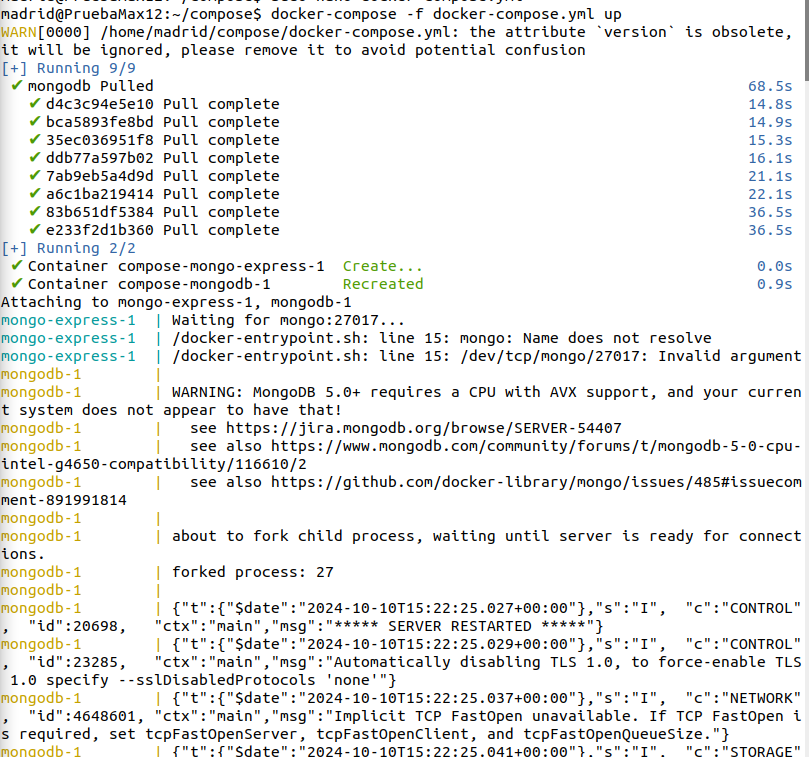 madrid@PruebaMax12:~/compose$ docker-compose -f docker-compose.yml up
WARN[0000] /home/madrid/compose/docker-compose.yml: the attribute `version` is obsolete,
it will be ignored, please remove it to avoid potential confusion
[+] Running 9/9
✔ mongodb Pulled 68.5s
✔ d4c3c94e5e10 Pull complete 14.8s
✔ bca5893fe8bd Pull complete 14.9s
✔ 35ec036951f8 Pull complete 15.3s
✔ ddb77a597b02 Pull complete 16.1s
✔ 7ab9eb5a4d9d Pull complete 21.1s
✔ a6c1ba219414 Pull complete 22.1s
✔ 83b651df5384 Pull complete 36.5s
✔ e233f2d1b360 Pull complete 36.5s
[+] Running 2/2
✔ Container compose-mongo-express-1 Create... 0.0s
✔ Container compose-mongodb-1 Recreated 0.9s
Attaching to mongo-express-1, mongodb-1
mongo-express-1 | Waiting for mongo:27017...
mongo-express-1 | /docker-entrypoint.sh: line 15: mongo: Name does not resolve
mongo-express-1 | /docker-entrypoint.sh: line 15: /dev/tcp/mongo/27017: Invalid argument
mongodb-1 |
mongodb-1 | WARNING: MongoDB 5.0+ requires a CPU with AVX support, and your curren
t system does not appear to have that!
mongodb-1 | see https://jira.mongodb.org/browse/SERVER-54407
mongodb-1 | see also https://www.mongodb.com/community/forums/t/mongodb-5-0-cpu-
intel-g4650-compatibility/116610/2
mongodb-1 | see also https://github.com/docker-library/mongo/issues/485#issuecom
ment-891991814
mongodb-1 |
mongodb-1 | about to fork child process, waiting until server is ready for connect
ions.
mongodb-1 | forked process: 27
mongodb-1 |
mongodb-1 | {"t":{"$date":"2024-10-10T15:22:25.027+00:00"},"s":"I", "c":"CONTROL"
, "id":20698, "ctx":"main","msg":"***** SERVER RESTARTED *****"}
mongodb-1 | {"t":{"$date":"2024-10-10T15:22:25.029+00:00"},"s":"I", "c":"CONTROL"
, "id":23285, "ctx":"main","msg":"Automatically disabling TLS 1.0, to force-enable TLS
1.0 specify --sslDisabledProtocols 'none'"}
mongodb-1 | {"t":{"$date":"2024-10-10T15:22:25.037+00:00"},"s":"I", "c":"NETWORK"
, "id":4648601, "ctx":"main","msg":"Implicit TCP FastOpen unavailable. If TCP FastOpen i
s required, set tcpFastOpenServer, tcpFastOpenClient, and tcpFastOpenQueueSize."}
mongodb-1 | {"t":{"$date":"2024-10-10T15:22:25.041+00:00"},"s":"I", "c":"STORAGE"